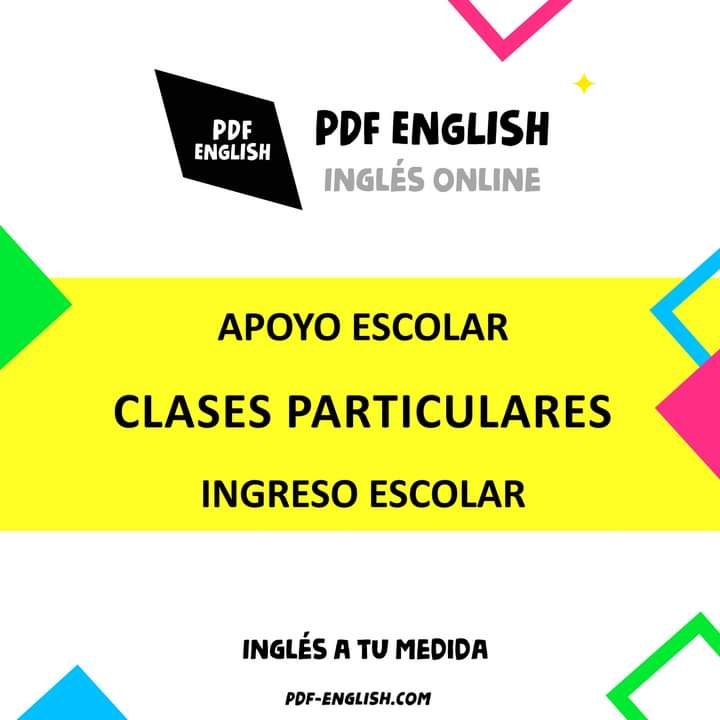 PDF
ENGLISH
PDF ENGLISH
INGLÉS ONLINE
APOYO ESCOLAR
CLASES PARTICULARES
INGRESO ESCOLAR
INGLÉS A TU MEDIDA
PDF-ENGLISH.COM